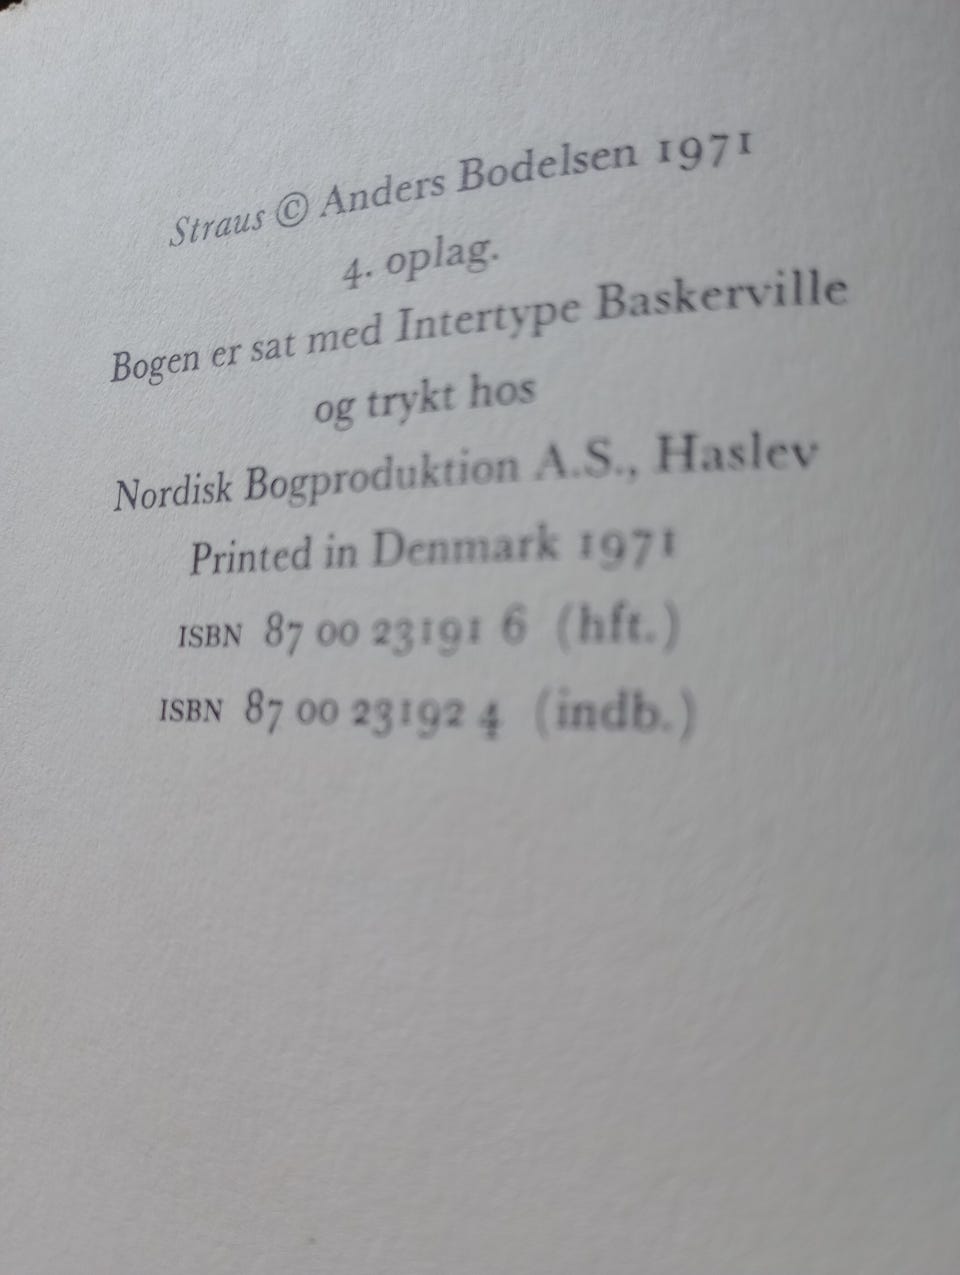 Straus © Anders Bodelsen 1971
4. oplag.
Bogen er sat med Intertype Baskerville
og trykt hos
Nordisk Bogproduktion A.S., Haslev
Printed in Denmark 1971
ISBN 87 00 23191 6 (hft.)
ISBN 87 00 23192 4 (indb.)